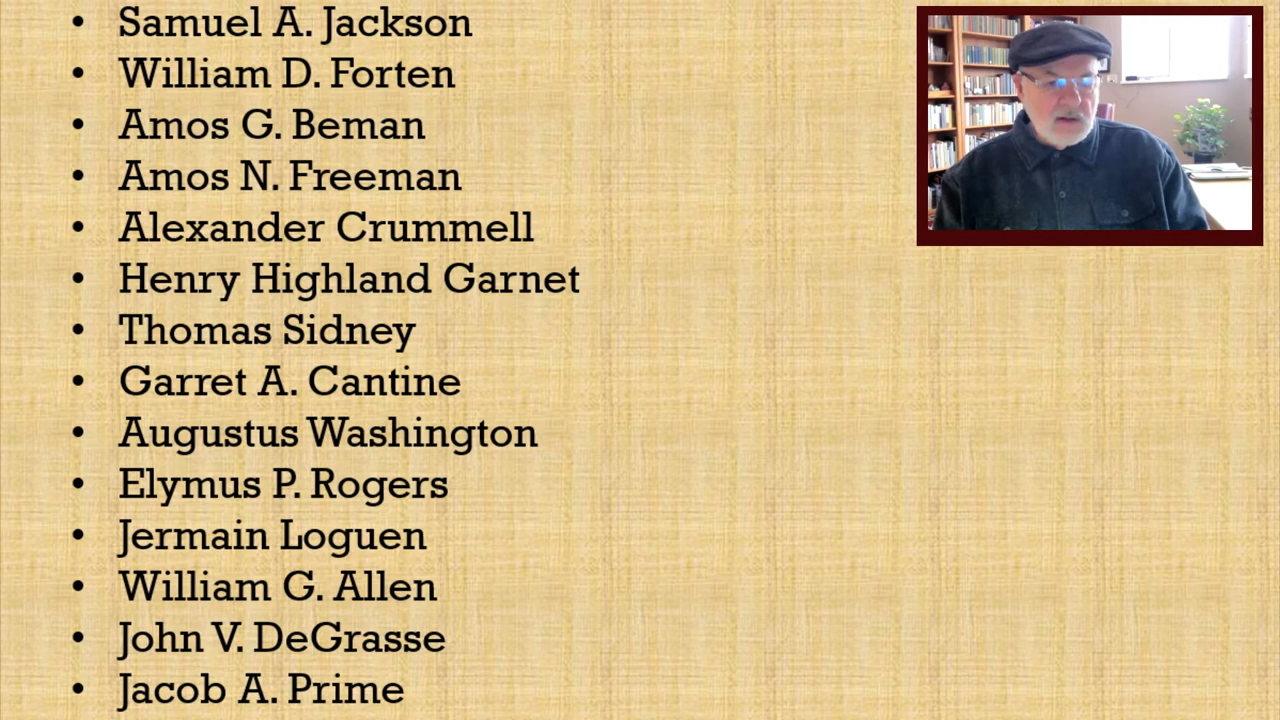 • Samuel A. Jackson
• William D. Forten
• Amos G. Beman
• Amos N. Freeman
• Alexander Crummell
• Henry Highland Garnet
• Thomas Sidney
• Garret A. Cantine
• Augustus Washington
• Elymus P. Rogers
• Jermain Loguen
• William G. Allen
• John V. DeGrasse
• Jacob A. Prime